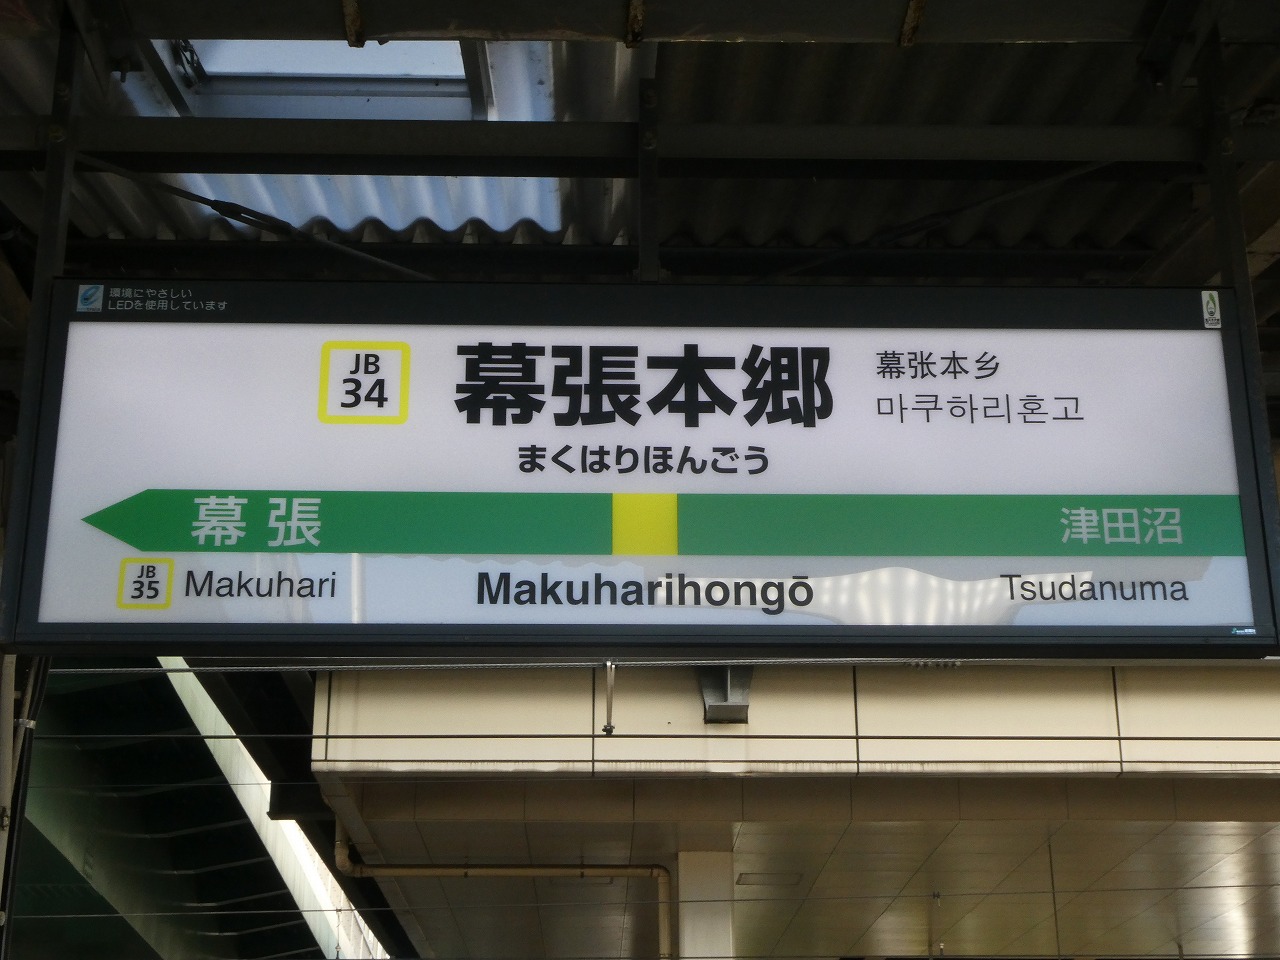 環境にやさしい
LEDを使用しています
JB
34
幕張本郷
幕张本乡
마쿠하리혼고
まくはりほんごう
幕張
津田沼
JB
35
Makuhari
Makuharihongō
Tsudanuma